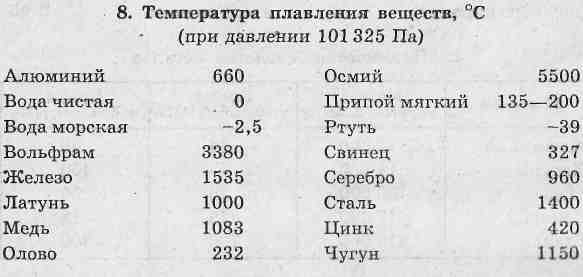 8. Температура плавления веществ, °С
(при давлении 101 325 Па)
Алюминий 660 Осмий 5500
Вода чистая 0 Припой мягкий 135—200
Вода морская –2,5 Ртуть –39
Вольфрам 3380 Свинец 327
Железо 1535 Серебро 960
Латунь 1000 Сталь 1400
Медь 1083 Цинк 420
Олово 232 Чугун 1150